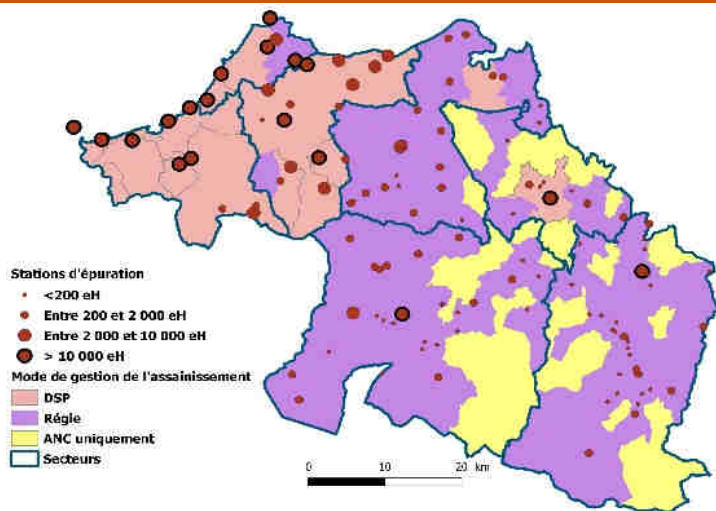 Stations d'épuration
<200 eH
Entre 200 et 2 000 eH
Entre 2 000 et 10 000 eH
> 10 000 eH
Mode de gestion de l'assainissement
DSP
Régie
ANC uniquement
Secteurs
0 10 20 km